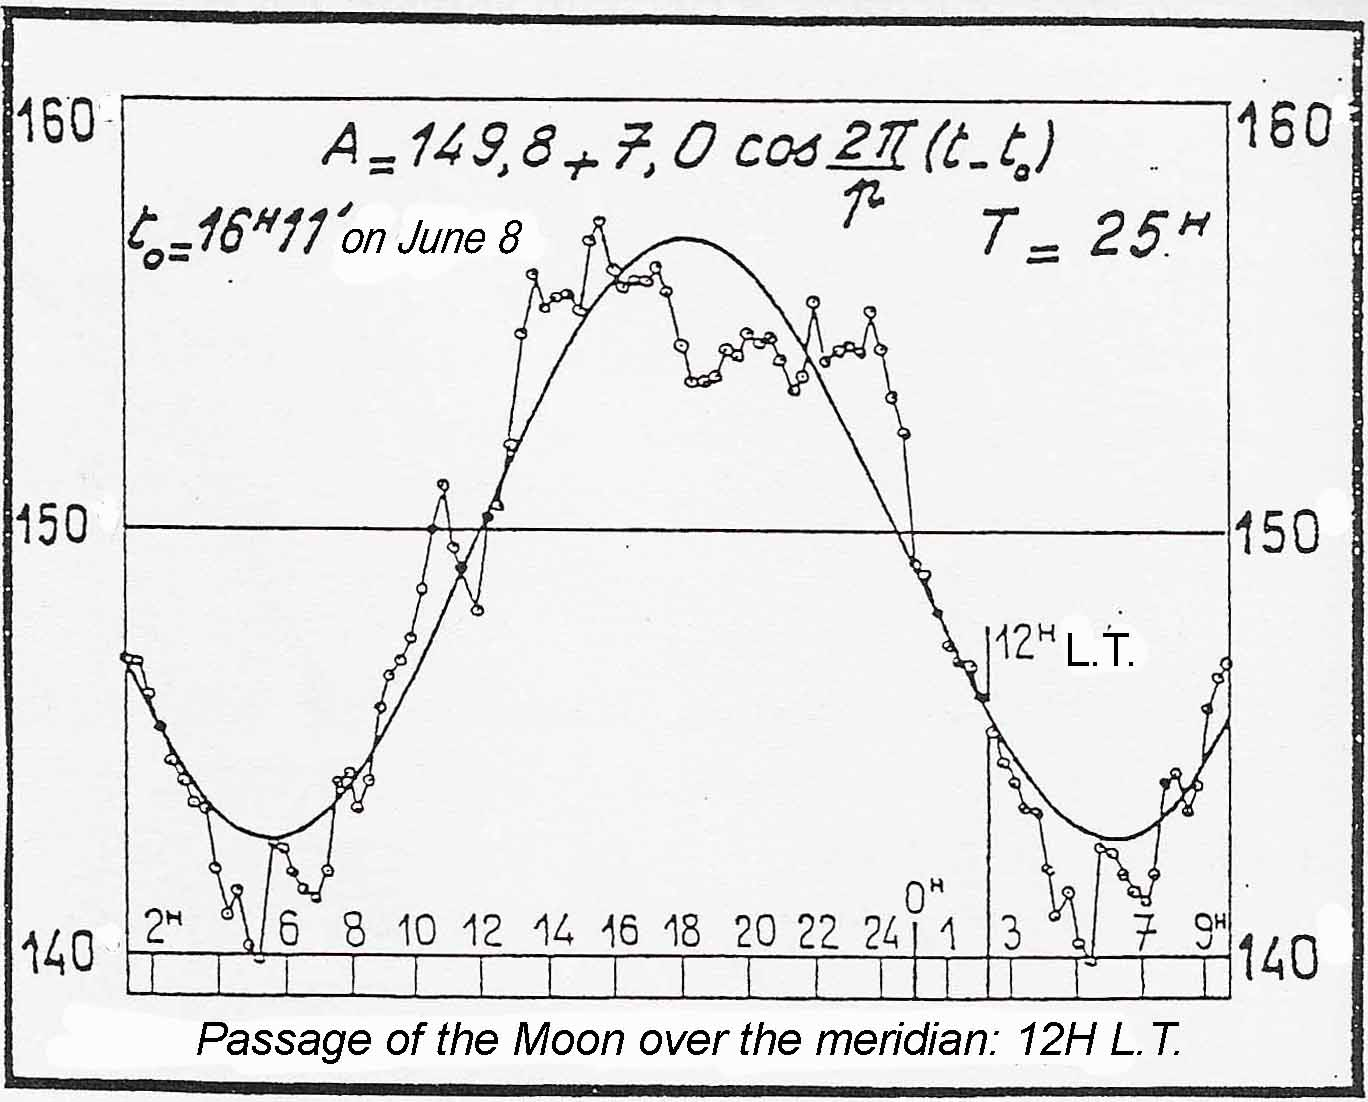 160 160
A = 149,8 + 7,0 cos 2π/p (t - t₀)
t₀ = 16ᴴ11' on June 8 T = 25ᴴ
150 150
12ᴴ L.T.
0ᴴ
2ᴴ 6 8 10 12 14 16 18 20 22 24 1 3 7 9ᴴ
140 140
Passage of the Moon over the meridian: 12H L.T.